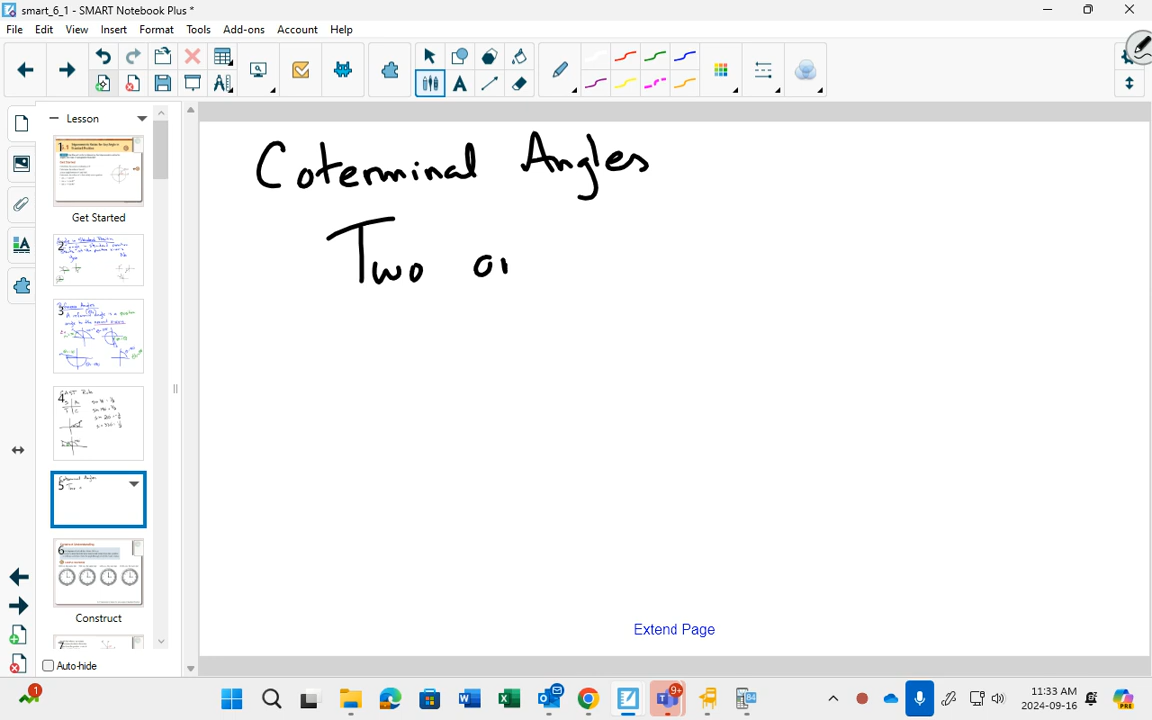 smart_6_1 - SMART Notebook Plus *
File Edit View Insert Format Tools Add-ons Account Help
Lesson
Get Started
Construct
Auto-hide
Coterminal Angles
Two or
Extend Page
11:33 AM
2024-09-16